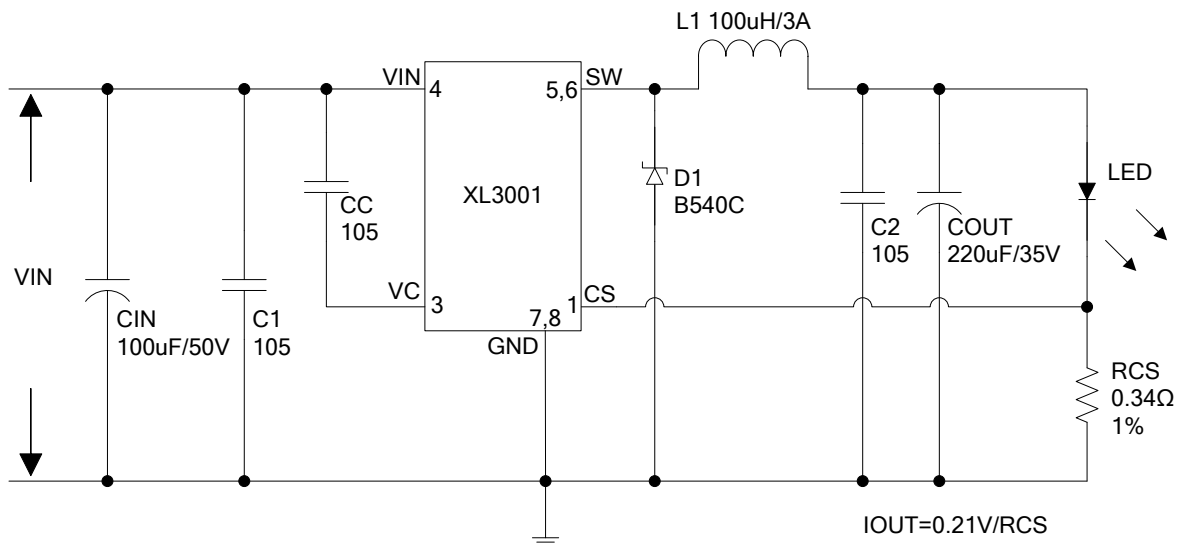 L1 100uH/3A
VIN
4
5,6
SW
XL3001
CC
105
D1
B540C
LED
C2
105
COUT
220uF/35V
VIN
VC
3
1
CS
7,8
GND
CIN
100uF/50V
C1
105
RCS
0.34Ω
1%
IOUT=0.21V/RCS